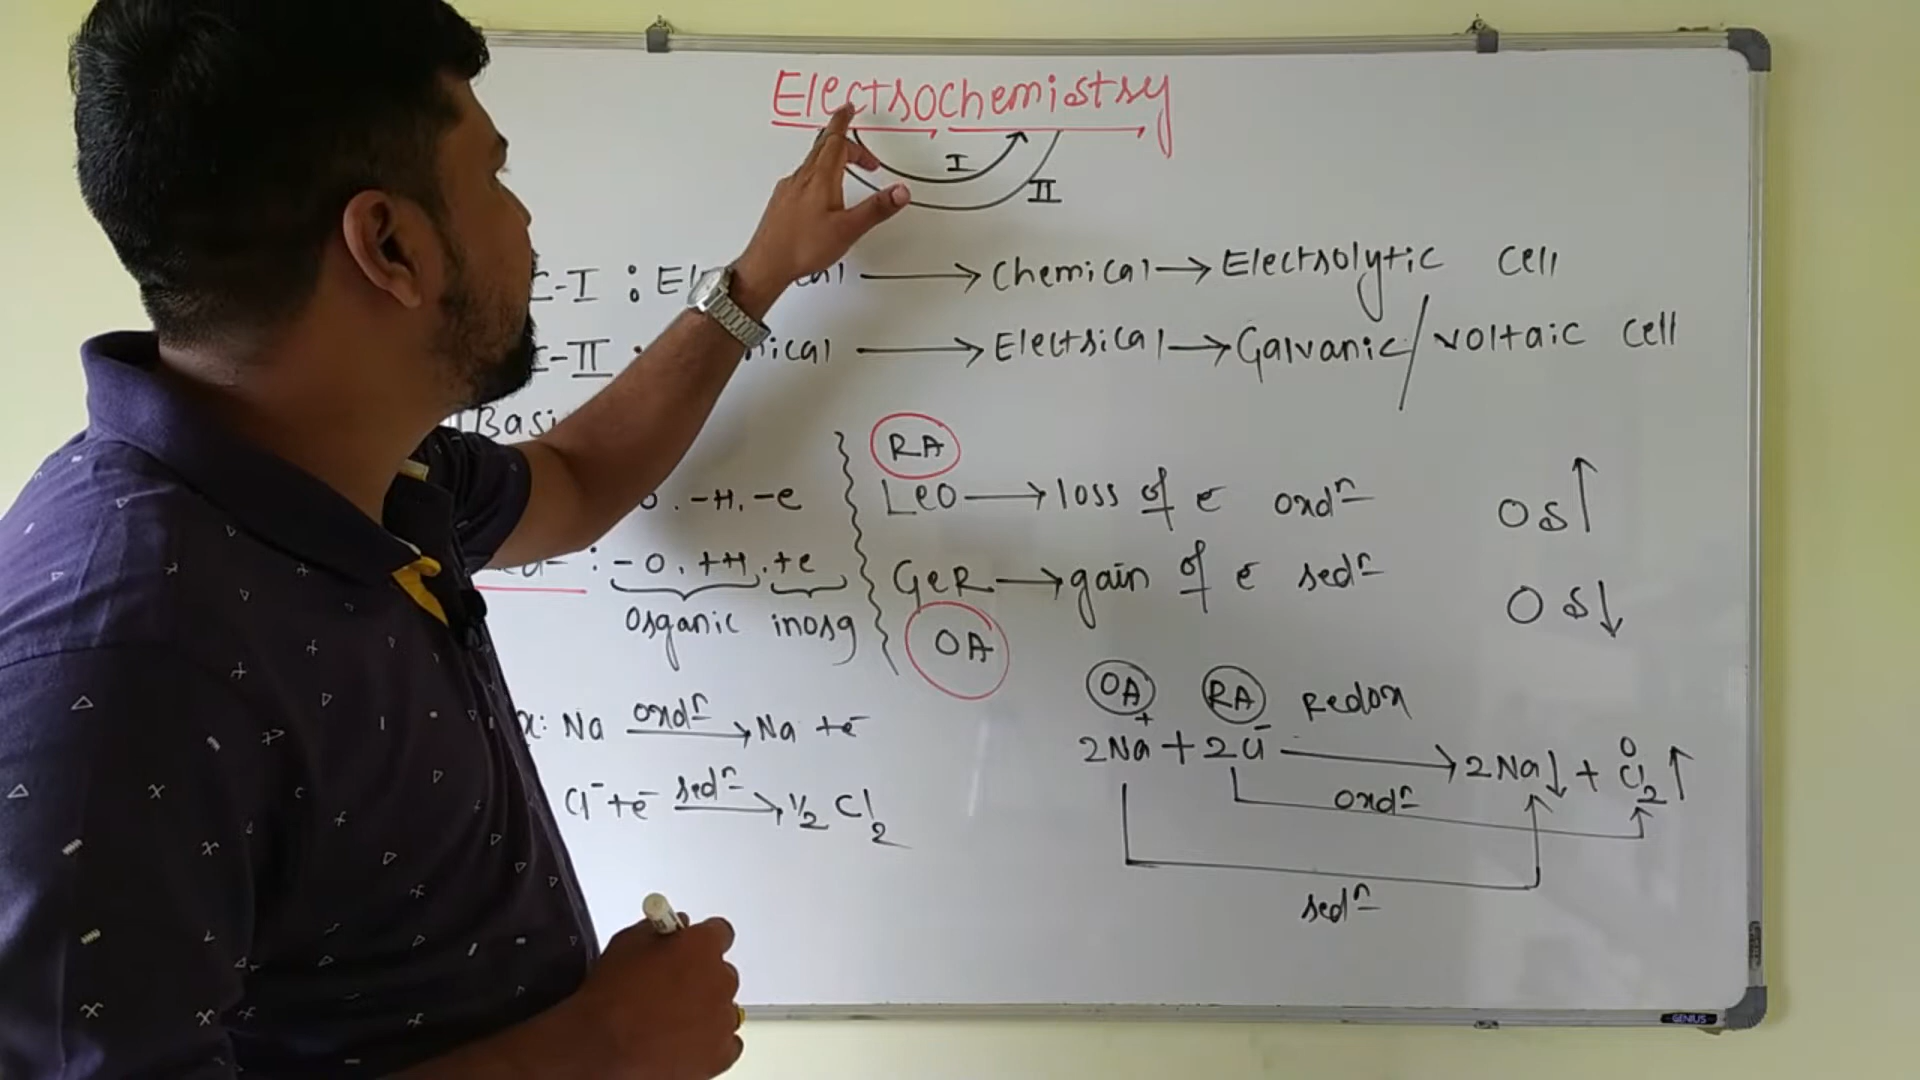 Electrochemistry
I
II
-I : El cal → Chemical → Electrolytic Cell
-II : ical → Electrical → Galvanic / voltaic cell
Basi
RA
O . -H, -e
LeO → loss of e oxdⁿ OS↑
: -O . +H . +e
GeR → gain of e redⁿ OS↓
organic inorg
OA
OA RA Redox
x: Na oxdⁿ → Na + e⁻
2Na⁺ + 2Cl⁻ → 2Na↓ + Cl₂⁰↑
oxdⁿ
Cl⁻ + e⁻ redⁿ → 1/2 Cl₂
redⁿ
GENIUS